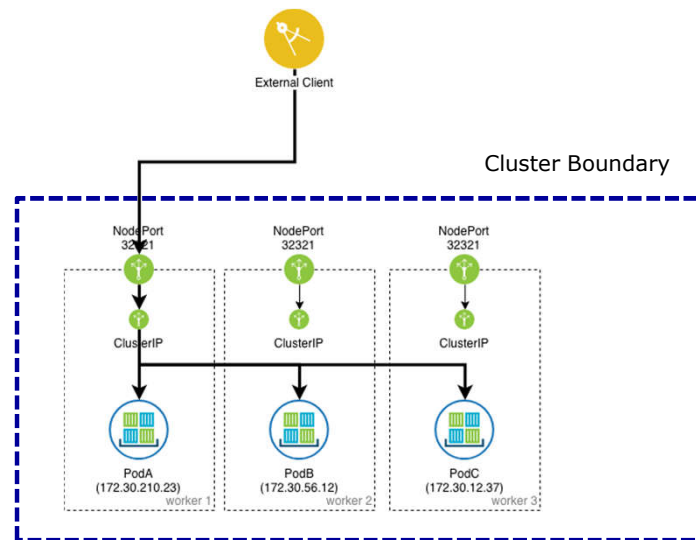 External Client
Cluster Boundary
NodePort
32321
NodePort
32321
NodePort
32321
ClusterIP
ClusterIP
ClusterIP
PodA
(172.30.210.23)
worker 1
PodB
(172.30.56.12)
worker 2
PodC
(172.30.12.37)
worker 3